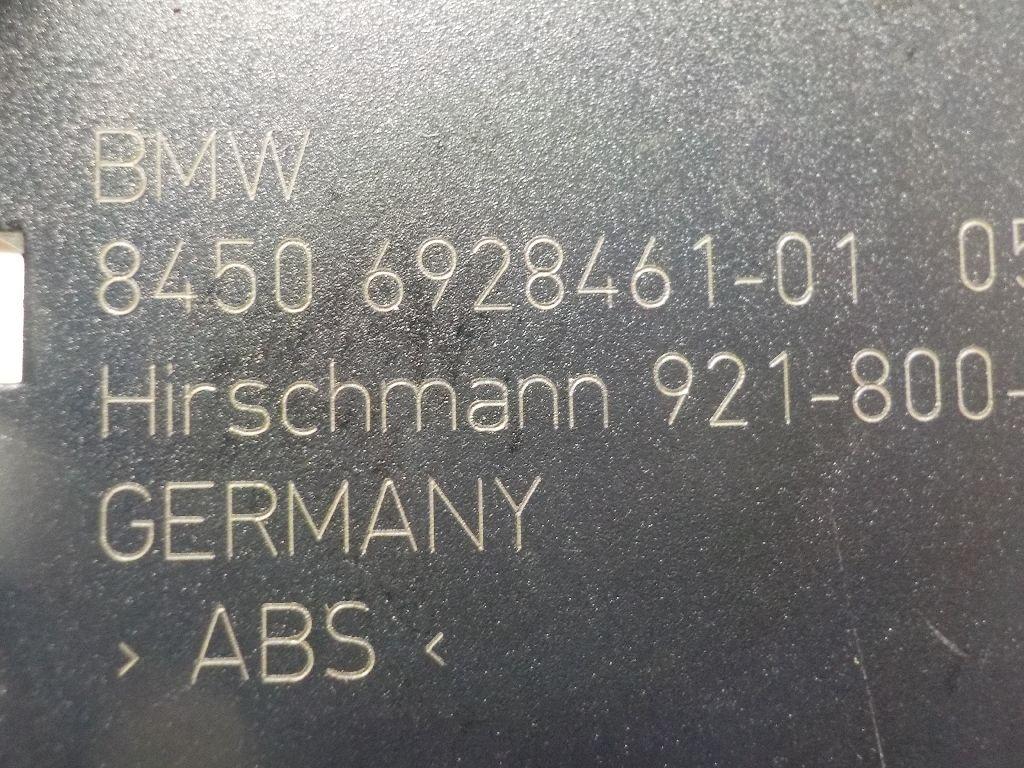 BMW
8450 6928461-01 05
Hirschmann 921-800-
GERMANY
> ABS <